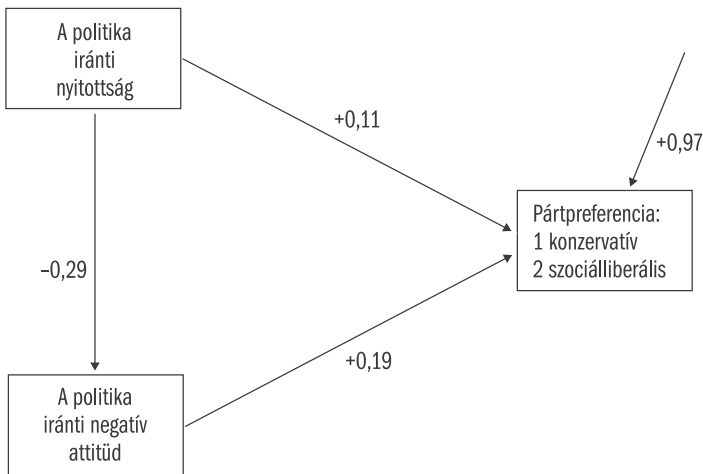 A politika
iránti
nyitottság
+0,11
+0,97
Pártpreferencia:
1 konzervatív
2 szociálliberális
–0,29
+0,19
A politika
iránti negatív
attitüd